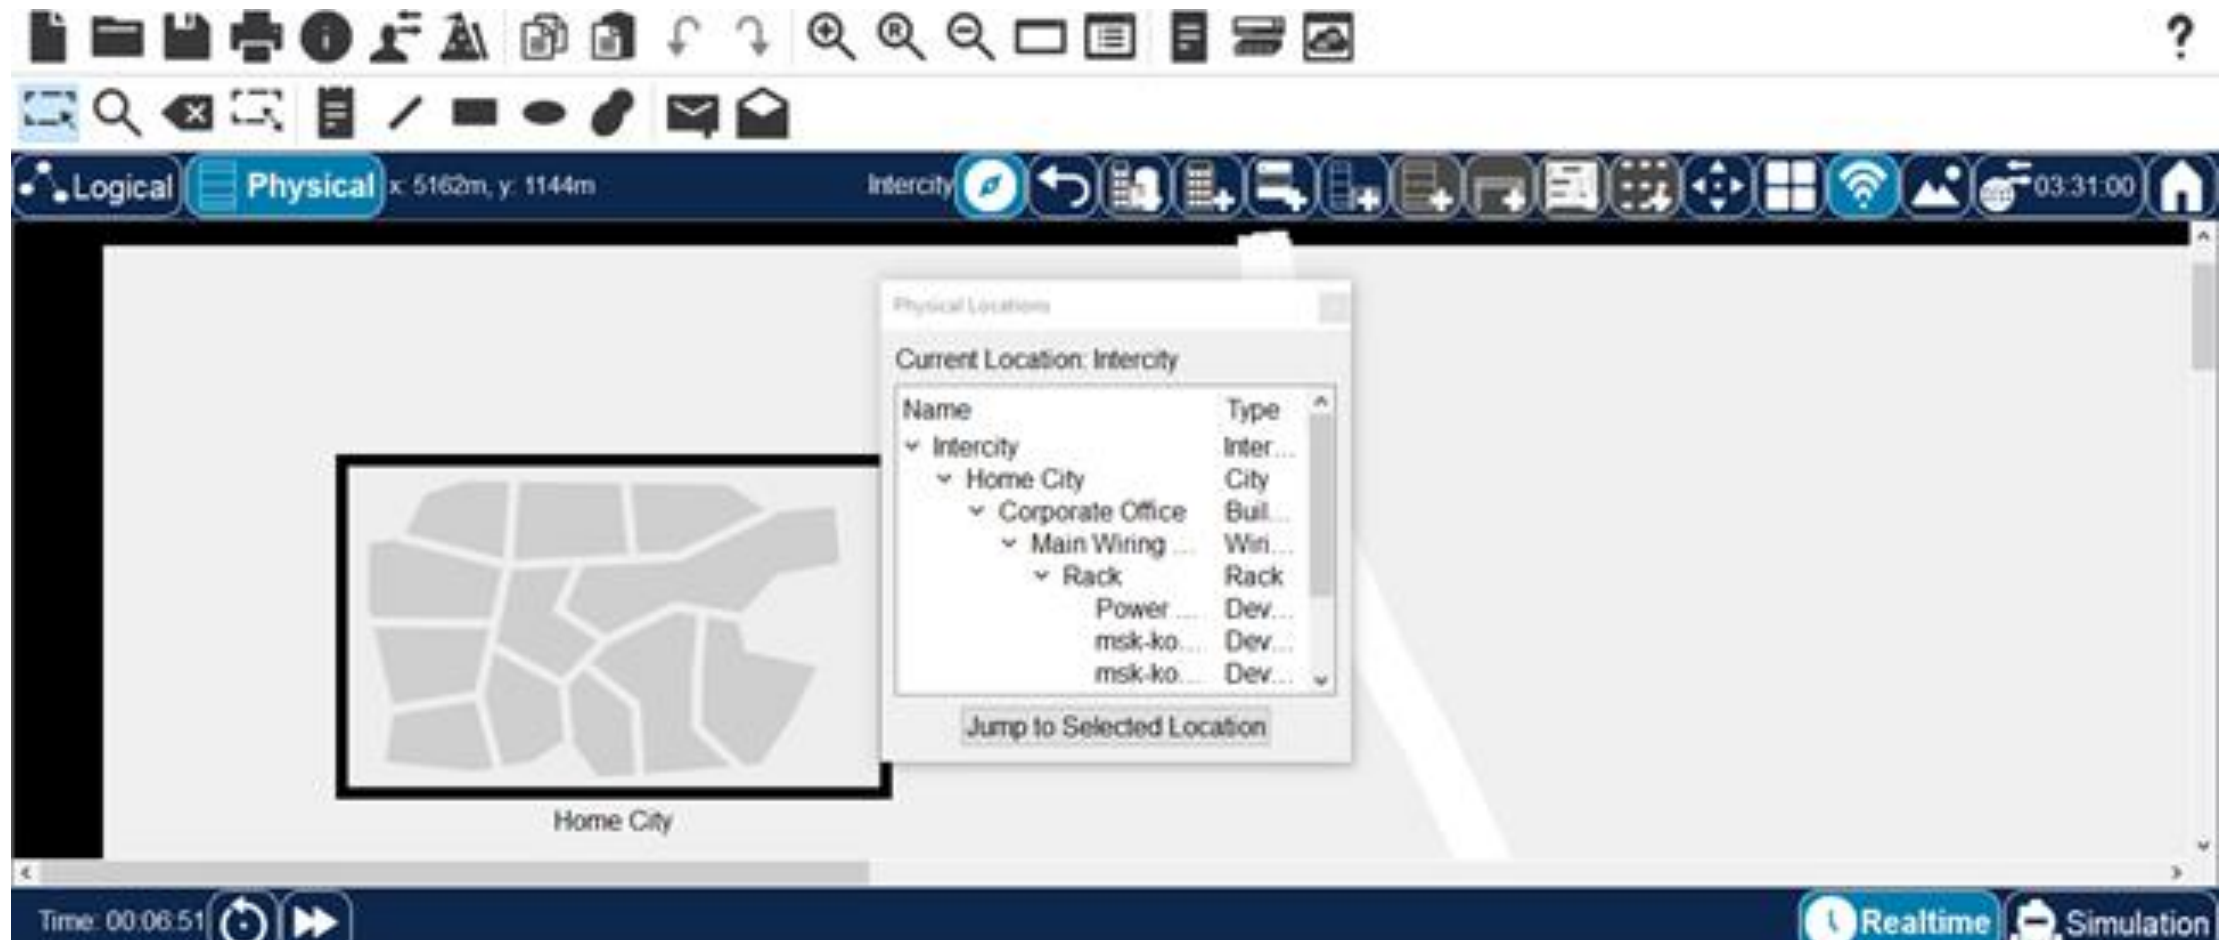 ?
Logical Physical x: 5162m, y: 1144m Intercity 03:31:00
Physical Locations
Current Location: Intercity
Name Type
Intercity Inter...
Home City City
Corporate Office Buil...
Main Wiring ... Wiri...
Rack Rack
Power ... Dev...
msk-ko... Dev...
msk-ko... Dev...
Jump to Selected Location
Home City
Time: 00:06:51 Realtime Simulation